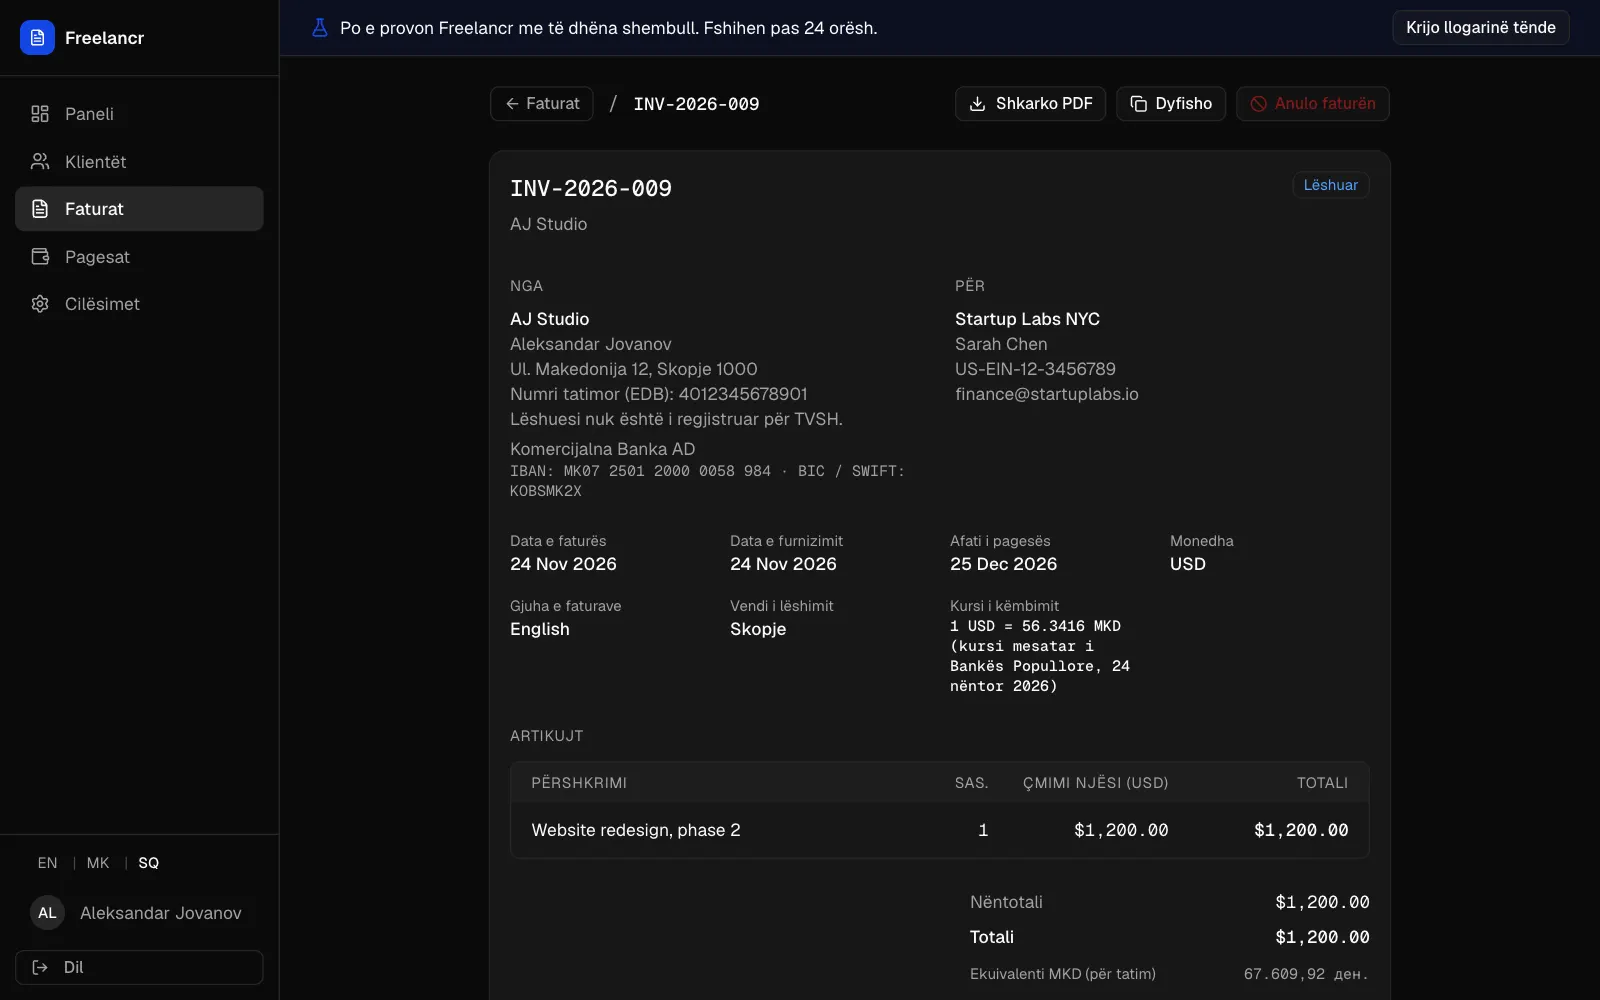 Freelancr
Po e provon Freelancr me të dhëna shembull. Fshihen pas 24 orësh.
Krijo llogarinë tënde
Paneli
Klientët
Faturat
Pagesat
Cilësimet
EN | MK | SQ
AL Aleksandar Jovanov
Dil
← Faturat / INV-2026-009
Shkarko PDF
Dyfisho
Anulo faturën
INV-2026-009
Lëshuar
AJ Studio
NGA
AJ Studio
Aleksandar Jovanov
Ul. Makedonija 12, Skopje 1000
Numri tatimor (EDB): 4012345678901
Lëshuesi nuk është i regjistruar për TVSH.
Komercijalna Banka AD
IBAN: MK07 2501 2000 0058 984 · BIC / SWIFT:
KOBSMK2X
PËR
Startup Labs NYC
Sarah Chen
US-EIN-12-3456789
finance@startuplabs.io
Data e faturës
24 Nov 2026
Data e furnizimit
24 Nov 2026
Afati i pagesës
25 Dec 2026
Monedha
USD
Gjuha e faturave
English
Vendi i lëshimit
Skopje
Kursi i këmbimit
1 USD = 56.3416 MKD
(kursi mesatar i
Bankës Popullore, 24
nëntor 2026)
ARTIKUJT
PËRSHKRIMI SAS. ÇMIMI NJËSI (USD) TOTALI
Website redesign, phase 2 1 $1,200.00 $1,200.00
Nëntotali $1,200.00
Totali $1,200.00
Ekuivalenti MKD (për tatim) 67.609,92 ден.